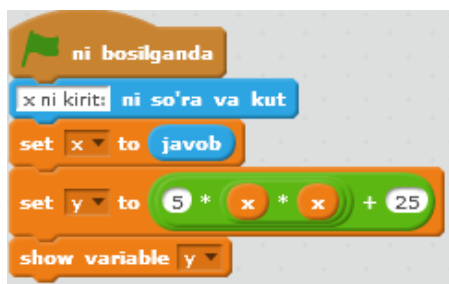 ni bosilganda
x ni kirit: ni so'ra va kut
set x to javob
set y to 5 * x * x + 25
show variable y